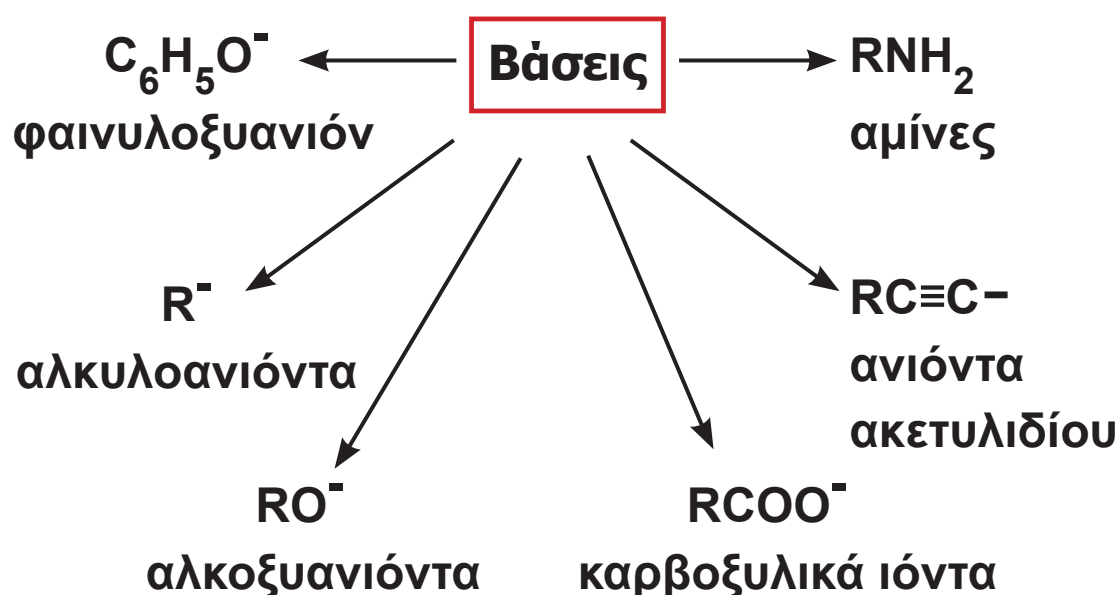 Βάσεις
C₆H₅O⁻
φαινυλοξυανιόν
RNH₂
αμίνες
R⁻
αλκυλοανιόντα
RC≡C−
ανιόντα
ακετυλιδίου
RO⁻
αλκοξυανιόντα
RCOO⁻
καρβοξυλικά ιόντα